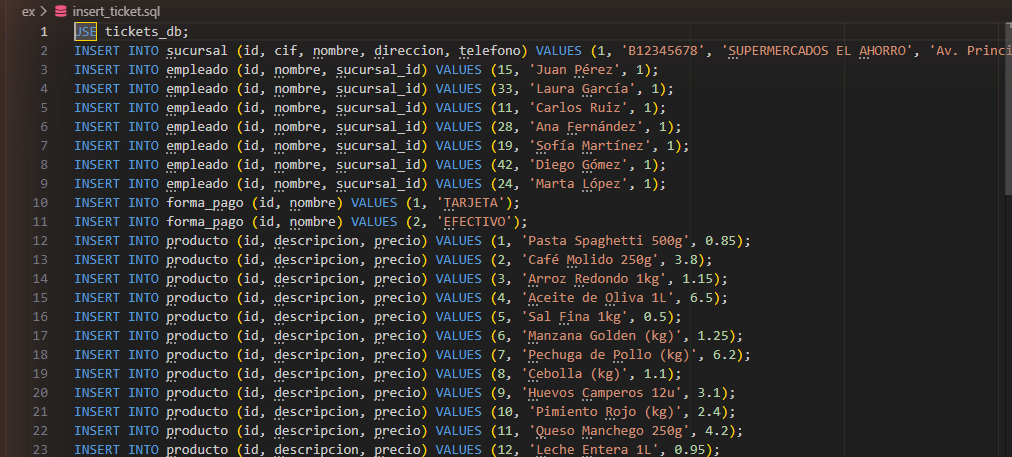 ex > insert_ticket.sql
1 USE tickets_db;
2 INSERT INTO sucursal (id, cif, nombre, direccion, telefono) VALUES (1, 'B12345678', 'SUPERMERCADOS EL AHORRO', 'Av. Princi
3 INSERT INTO empleado (id, nombre, sucursal_id) VALUES (15, 'Juan Pérez', 1);
4 INSERT INTO empleado (id, nombre, sucursal_id) VALUES (33, 'Laura García', 1);
5 INSERT INTO empleado (id, nombre, sucursal_id) VALUES (11, 'Carlos Ruiz', 1);
6 INSERT INTO empleado (id, nombre, sucursal_id) VALUES (28, 'Ana Fernández', 1);
7 INSERT INTO empleado (id, nombre, sucursal_id) VALUES (19, 'Sofía Martínez', 1);
8 INSERT INTO empleado (id, nombre, sucursal_id) VALUES (42, 'Diego Gómez', 1);
9 INSERT INTO empleado (id, nombre, sucursal_id) VALUES (24, 'Marta López', 1);
10 INSERT INTO forma_pago (id, nombre) VALUES (1, 'TARJETA');
11 INSERT INTO forma_pago (id, nombre) VALUES (2, 'EFECTIVO');
12 INSERT INTO producto (id, descripcion, precio) VALUES (1, 'Pasta Spaghetti 500g', 0.85);
13 INSERT INTO producto (id, descripcion, precio) VALUES (2, 'Café Molido 250g', 3.8);
14 INSERT INTO producto (id, descripcion, precio) VALUES (3, 'Arroz Redondo 1kg', 1.15);
15 INSERT INTO producto (id, descripcion, precio) VALUES (4, 'Aceite de Oliva 1L', 6.5);
16 INSERT INTO producto (id, descripcion, precio) VALUES (5, 'Sal Fina 1kg', 0.5);
17 INSERT INTO producto (id, descripcion, precio) VALUES (6, 'Manzana Golden (kg)', 1.25);
18 INSERT INTO producto (id, descripcion, precio) VALUES (7, 'Pechuga de Pollo (kg)', 6.2);
19 INSERT INTO producto (id, descripcion, precio) VALUES (8, 'Cebolla (kg)', 1.1);
20 INSERT INTO producto (id, descripcion, precio) VALUES (9, 'Huevos Camperos 12u', 3.1);
21 INSERT INTO producto (id, descripcion, precio) VALUES (10, 'Pimiento Rojo (kg)', 2.4);
22 INSERT INTO producto (id, descripcion, precio) VALUES (11, 'Queso Manchego 250g', 4.2);
23 INSERT INTO producto (id, descripcion, precio) VALUES (12, 'Leche Entera 1L', 0.95);